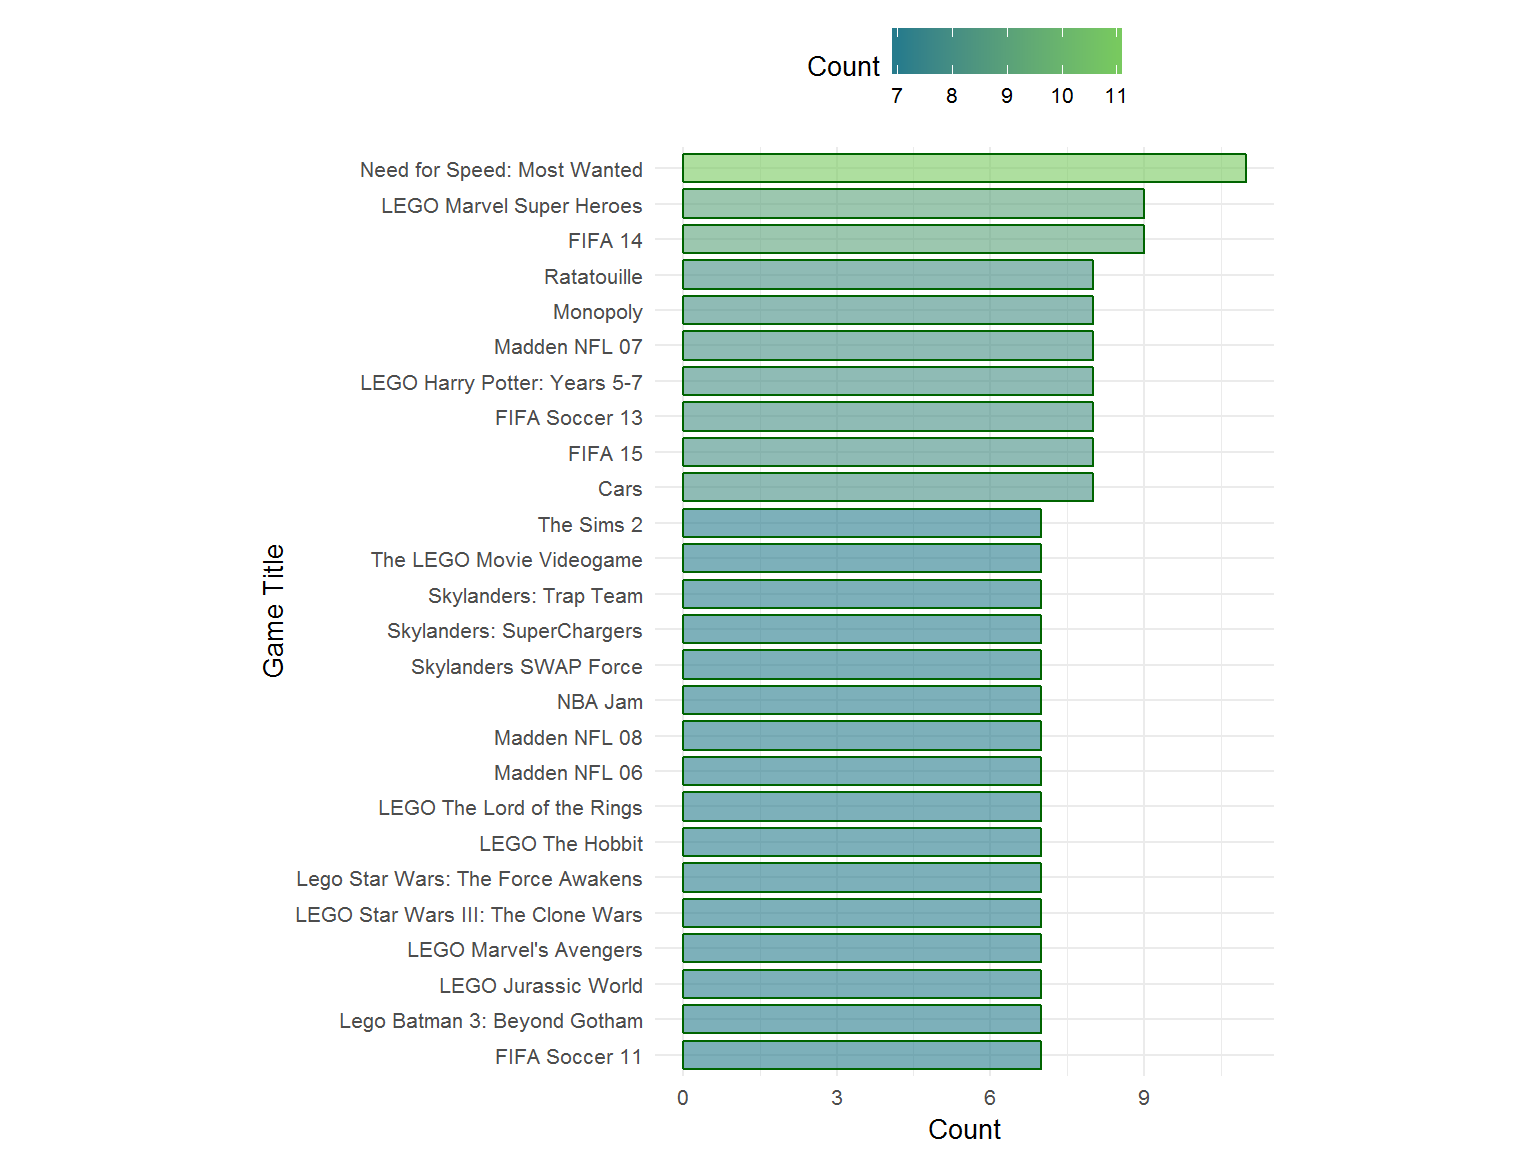 Count
7 8 9 10 11
Need for Speed: Most Wanted
LEGO Marvel Super Heroes
FIFA 14
Ratatouille
Monopoly
Madden NFL 07
LEGO Harry Potter: Years 5-7
FIFA Soccer 13
FIFA 15
Cars
The Sims 2
The LEGO Movie Videogame
Skylanders: Trap Team
Skylanders: SuperChargers
Skylanders SWAP Force
NBA Jam
Madden NFL 08
Madden NFL 06
LEGO The Lord of the Rings
LEGO The Hobbit
Lego Star Wars: The Force Awakens
LEGO Star Wars III: The Clone Wars
LEGO Marvel's Avengers
LEGO Jurassic World
Lego Batman 3: Beyond Gotham
FIFA Soccer 11
Game Title
0 3 6 9
Count